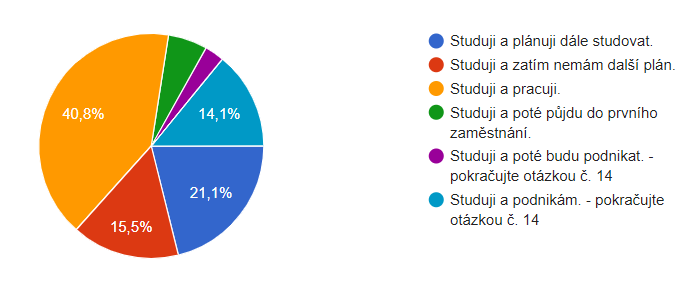 40,8%
14,1%
21,1%
15,5%
Studuji a plánuji dále studovat.
Studuji a zatím nemám další plán.
Studuji a pracuji.
Studuji a poté půjdu do prvního
zaměstnání.
Studuji a poté budu podnikat. -
pokračujte otázkou č. 14
Studuji a podnikám. - pokračujte
otázkou č. 14